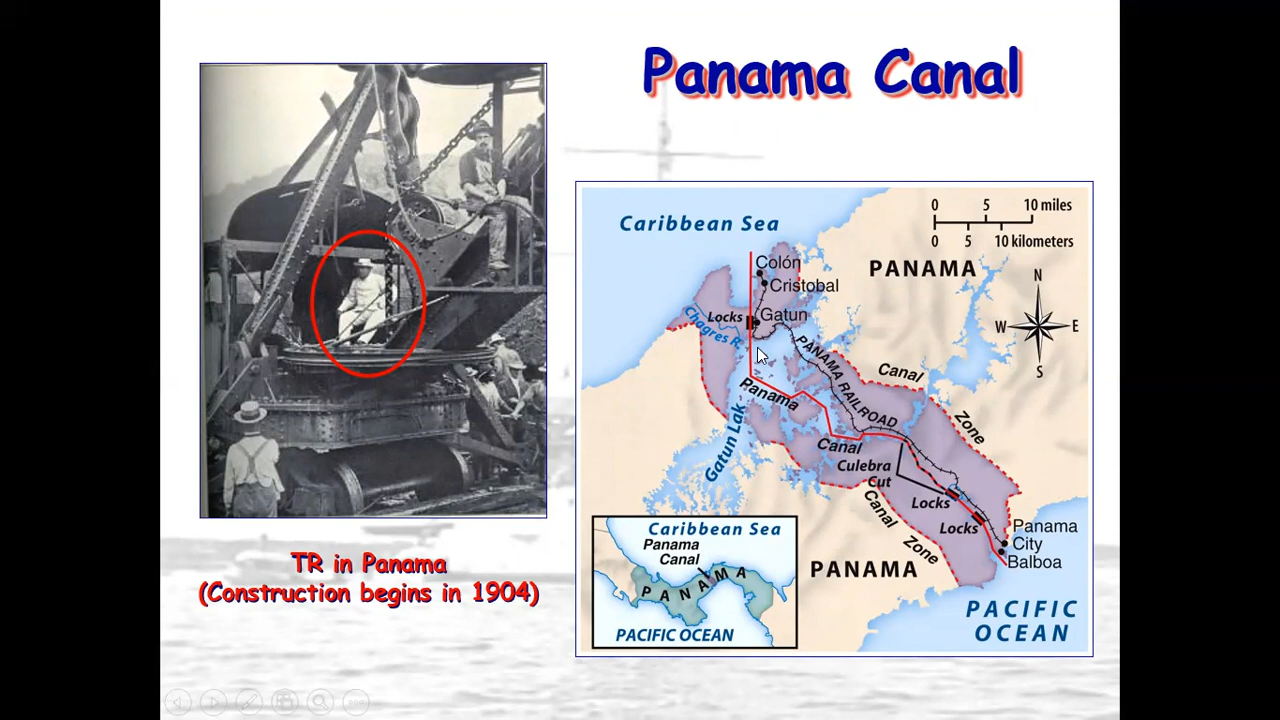 Panama Canal
TR in Panama
(Construction begins in 1904)
Caribbean Sea
0 5 10 miles
0 5 10 kilometers
PANAMA
N
W E
S
Colón
Cristobal
Locks
Gatun
Chagres R.
PANAMA RAILROAD
Canal
Zone
Panama
Canal
Gatun Lak
Culebra
Cut
Locks
Locks
Canal
Zone
Panama
City
Balboa
PANAMA
PACIFIC
OCEAN
Caribbean Sea
Panama
Canal
PANAMA
PACIFIC OCEAN